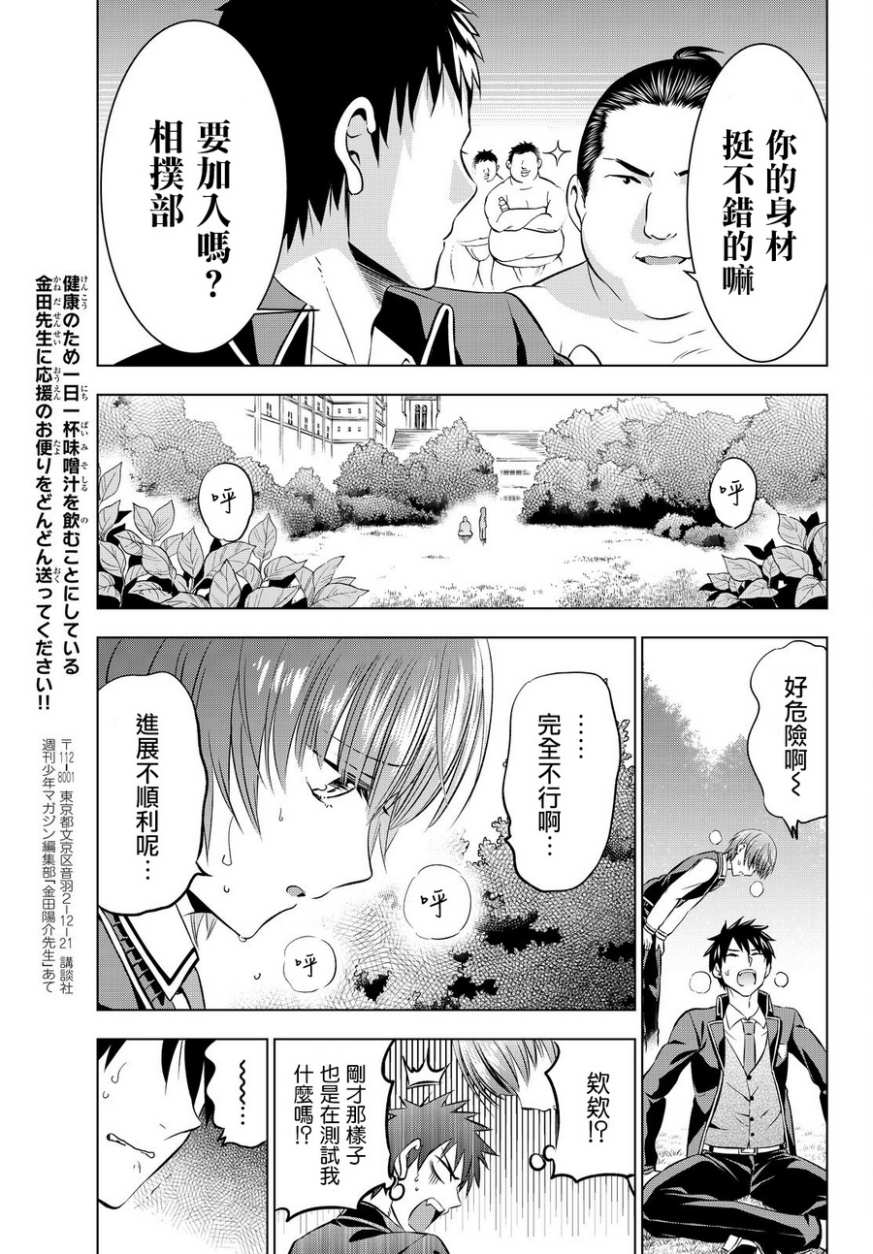 你的身材
挺不錯的嘛
要加入嗎？
相撲部
呼
呼
好危險啊～
……
完全不行啊…
進展不順利呢…
呼
呼
欸欸!?
剛才那樣子
也是在測試我
什麼嗎!?
……～
健康のため一日一杯味噌汁を飲むことにしている
金田先生に応援のお便りをどんどん送ってください!!
〒112-8001 東京都文京区音羽2-12-21 講談社
週刊少年マガジン編集部「金田陽介先生」あて